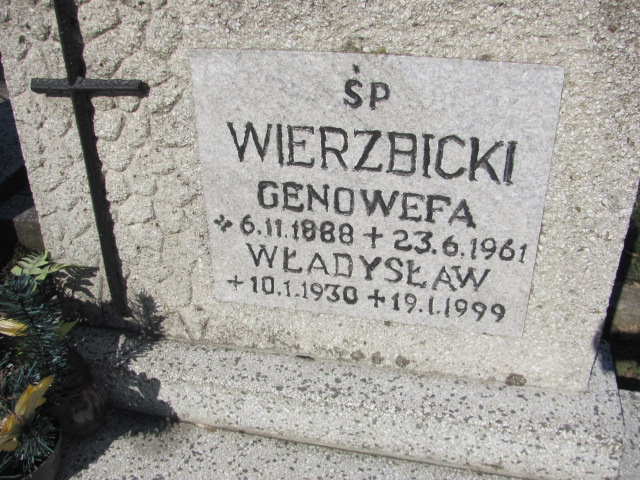 ŚP
WIERZBICKI
GENOWEFA
* 6.11.1888 + 23.6.1961
WŁADYSŁAW
+ 10.1.1930 + 19.1.1999